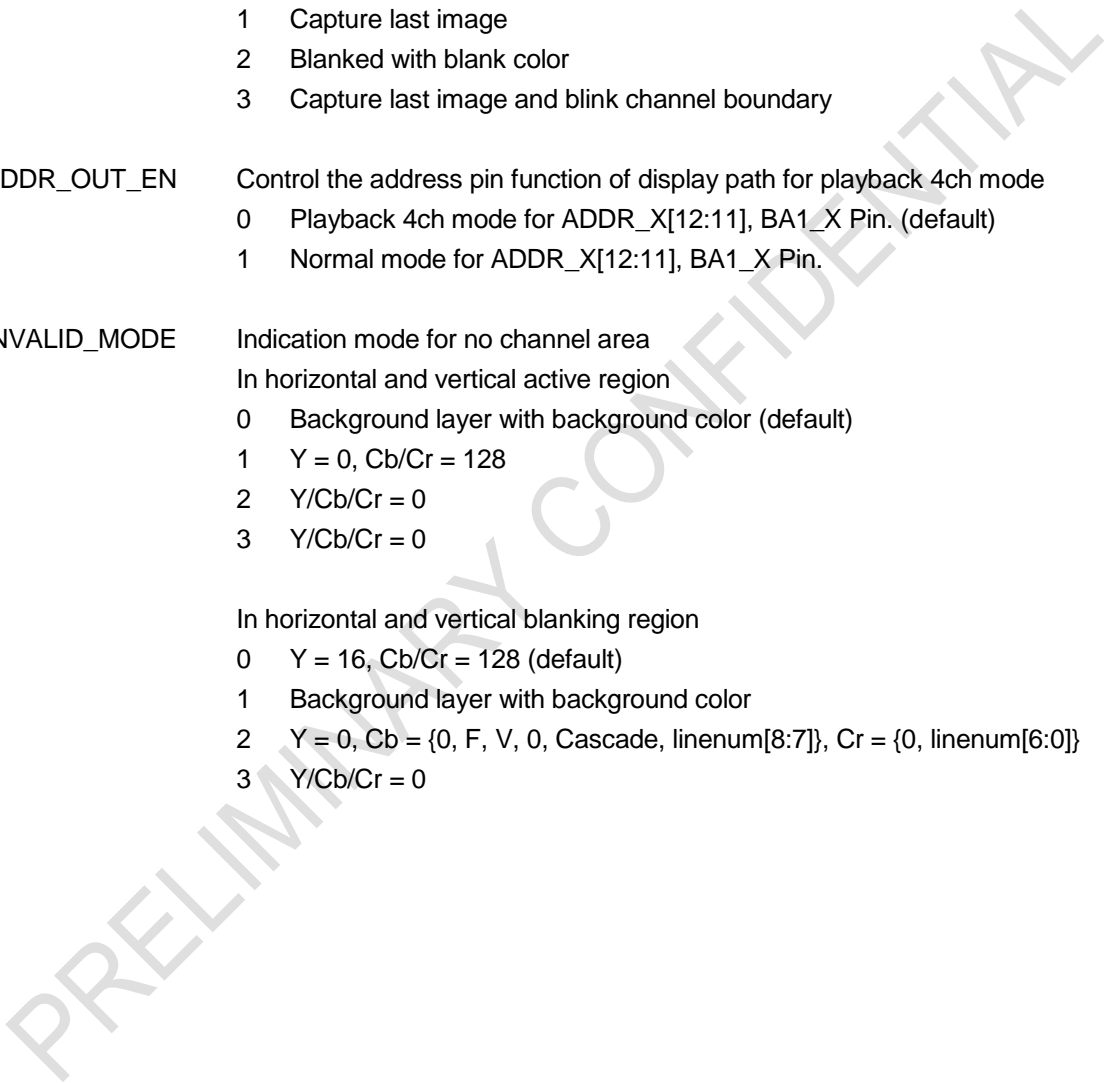 1 Capture last image
2 Blanked with blank color
3 Capture last image and blink channel boundary
DDR_OUT_EN Control the address pin function of display path for playback 4ch mode
0 Playback 4ch mode for ADDR_X[12:11], BA1_X Pin. (default)
1 Normal mode for ADDR_X[12:11], BA1_X Pin.
NVALID_MODE Indication mode for no channel area
In horizontal and vertical active region
0 Background layer with background color (default)
1 Y = 0, Cb/Cr = 128
2 Y/Cb/Cr = 0
3 Y/Cb/Cr = 0
In horizontal and vertical blanking region
0 Y = 16, Cb/Cr = 128 (default)
1 Background layer with background color
2 Y = 0, Cb = {0, F, V, 0, Cascade, linenum[8:7]}, Cr = {0, linenum[6:0]}
3 Y/Cb/Cr = 0
PRELIMINARY CONFIDENTIAL